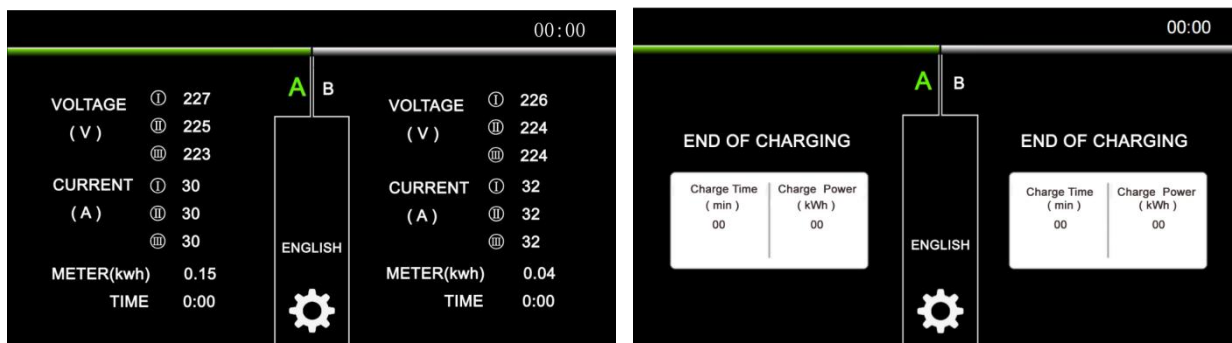 00:00
A B
VOLTAGE Ⓘ 227
(V) Ⓘⓘ 225
Ⓘⓘⓘ 223
CURRENT Ⓘ 30
(A) Ⓘⓘ 30
Ⓘⓘⓘ 30
METER(kwh) 0.15
TIME 0:00
ENGLISH
VOLTAGE Ⓘ 226
(V) Ⓘⓘ 224
Ⓘⓘⓘ 224
CURRENT Ⓘ 32
(A) Ⓘⓘ 32
Ⓘⓘⓘ 32
METER(kwh) 0.04
TIME 0:00
00:00
A B
END OF CHARGING
Charge Time Charge Power
(min) (kWh)
00 00
ENGLISH
END OF CHARGING
Charge Time Charge Power
(min) (kWh)
00 00